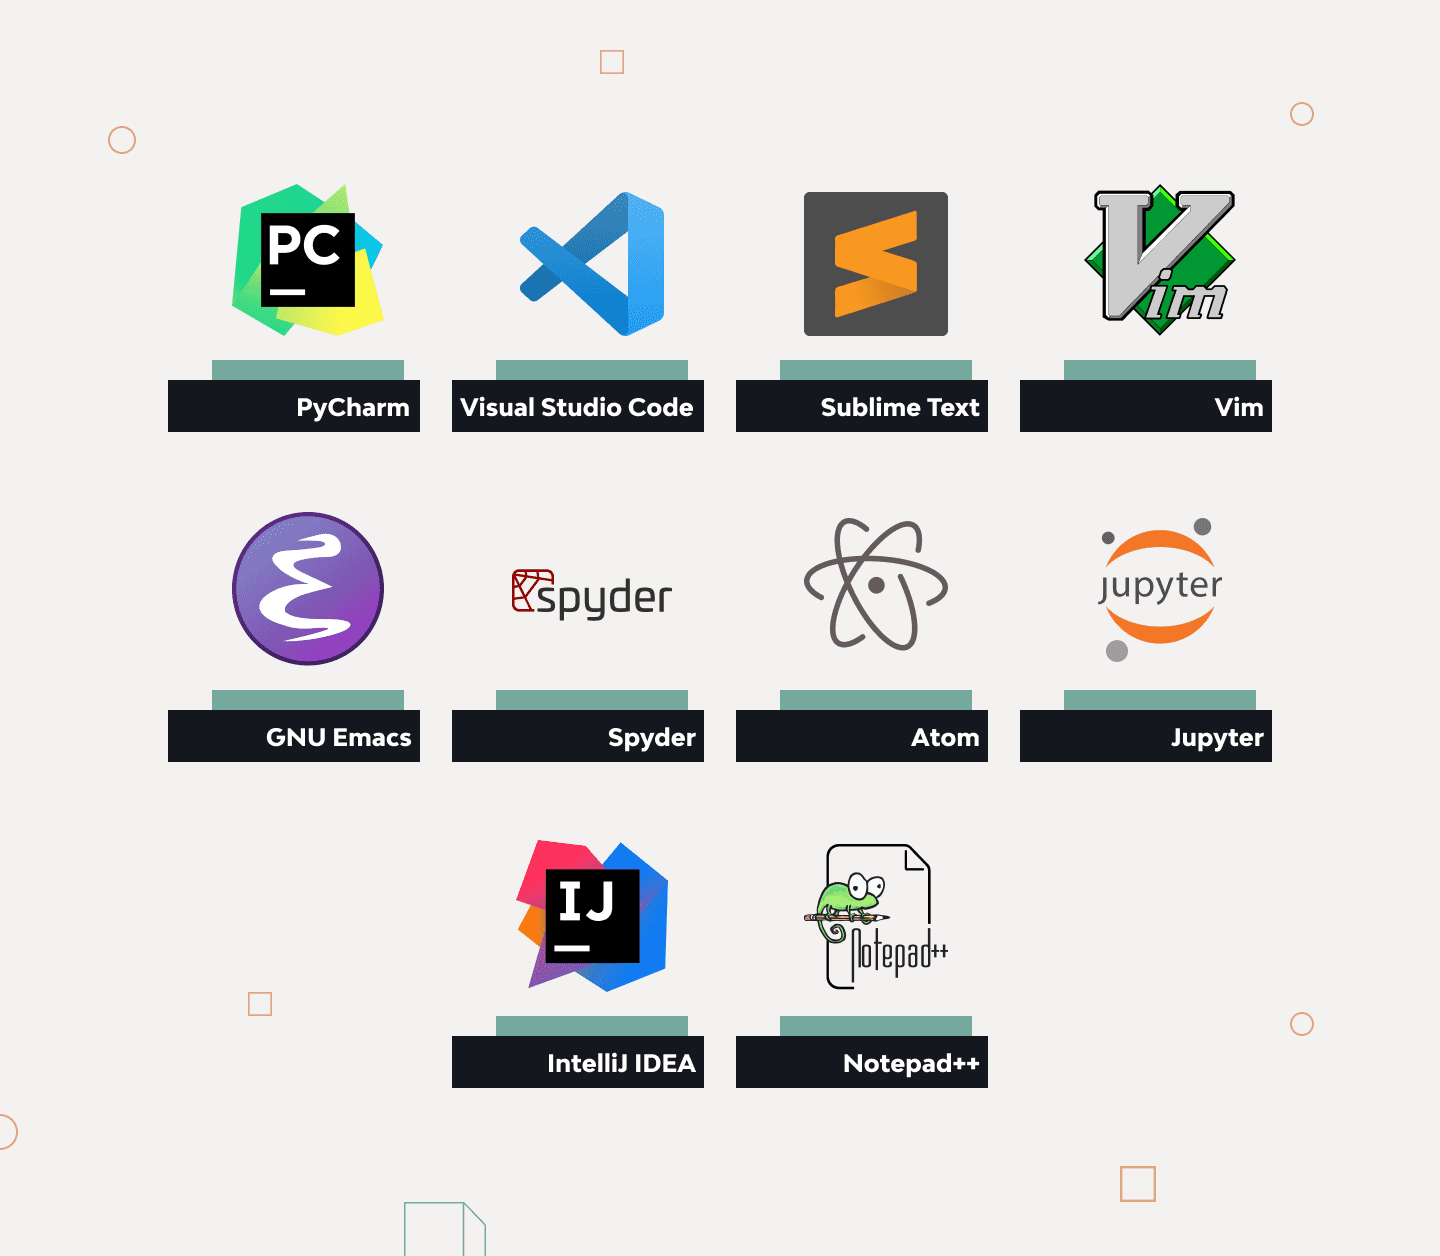 PC
Vim
PyCharm
Visual Studio Code
Sublime Text
Vim
spyder
jupyter
GNU Emacs
Spyder
Atom
Jupyter
IJ
Notepad++
IntelliJ IDEA
Notepad++